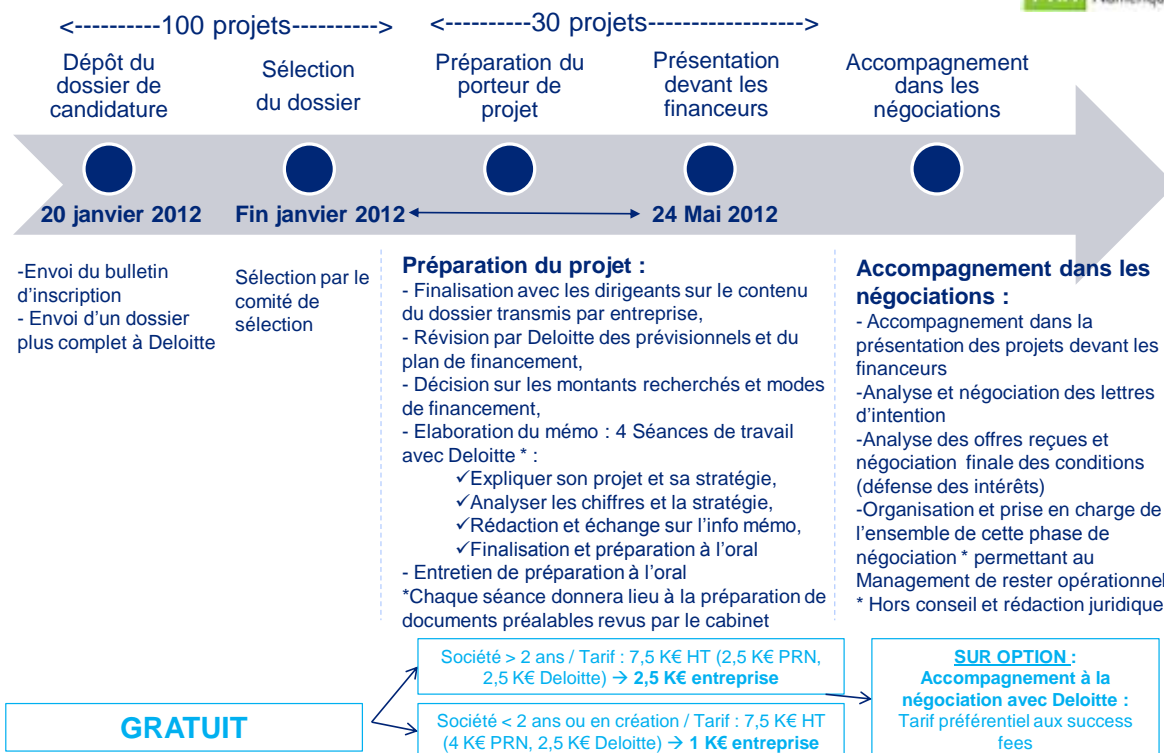 <----------100 projets---------->
<----------30 projets----------------->
Dépôt du
dossier de
candidature
Sélection
du dossier
Préparation du
porteur de
projet
Présentation
devant les
financeurs
Accompagnement
dans les
négociations
20 janvier 2012
Fin janvier 2012
24 Mai 2012
-Envoi du bulletin
d’inscription
- Envoi d’un dossier
plus complet à Deloitte
Sélection par le
comité de
sélection
Préparation du projet :
- Finalisation avec les dirigeants sur le contenu
du dossier transmis par entreprise,
- Révision par Deloitte des prévisionnels et du
plan de financement,
- Décision sur les montants recherchés et modes
de financement,
- Elaboration du mémo : 4 Séances de travail
avec Deloitte * :
✓Expliquer son projet et sa stratégie,
✓Analyser les chiffres et la stratégie,
✓Rédaction et échange sur l’info mémo,
✓Finalisation et préparation à l’oral
- Entretien de préparation à l’oral
*Chaque séance donnera lieu à la préparation de
documents préalables revus par le cabinet
Accompagnement dans les
négociations :
- Accompagnement dans la
présentation des projets devant les
financeurs
-Analyse et négociation des lettres
d’intention
-Analyse des offres reçues et
négociation finale des conditions
(défense des intérêts)
-Organisation et prise en charge de
l’ensemble de cette phase de
négociation * permettant au
Management de rester opérationnel
* Hors conseil et rédaction juridique
GRATUIT
Société > 2 ans / Tarif : 7,5 K€ HT (2,5 K€ PRN,
2,5 K€ Deloitte) → 2,5 K€ entreprise
Société < 2 ans ou en création / Tarif : 7,5 K€ HT
(4 K€ PRN, 2,5 K€ Deloitte) → 1 K€ entreprise
SUR OPTION :
Accompagnement à la
négociation avec Deloitte :
Tarif préférentiel aux success
fees